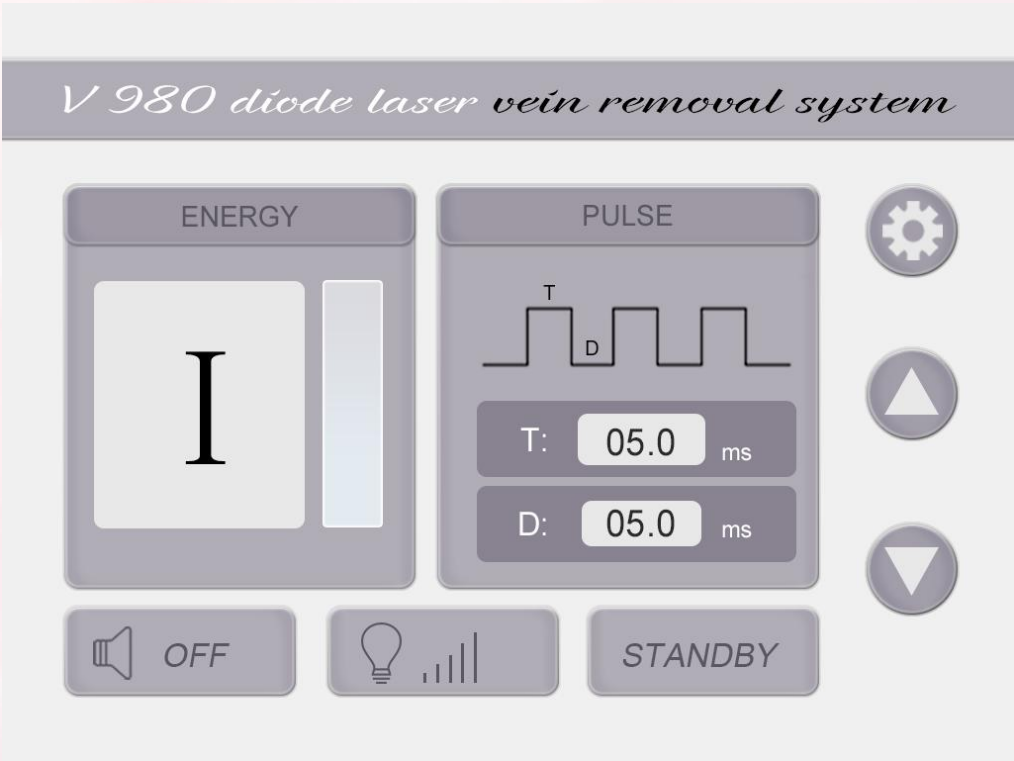 V 980 diode laser vein removal system
ENERGY
PULSE
I
T
D
T: 05.0 ms
D: 05.0 ms
OFF
STANDBY